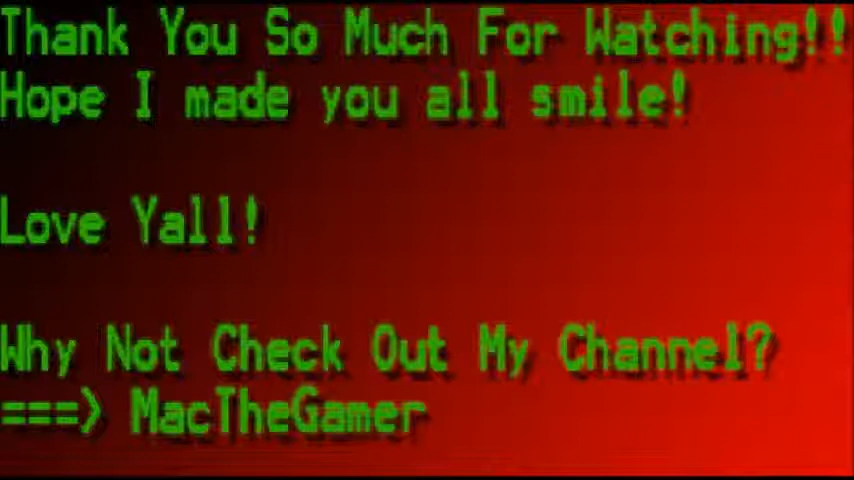 Thank You So Much For Watching!!
Hope I made you all smile!
Love Yall!
Why Not Check Out My Channel?
===> MacTheGamer